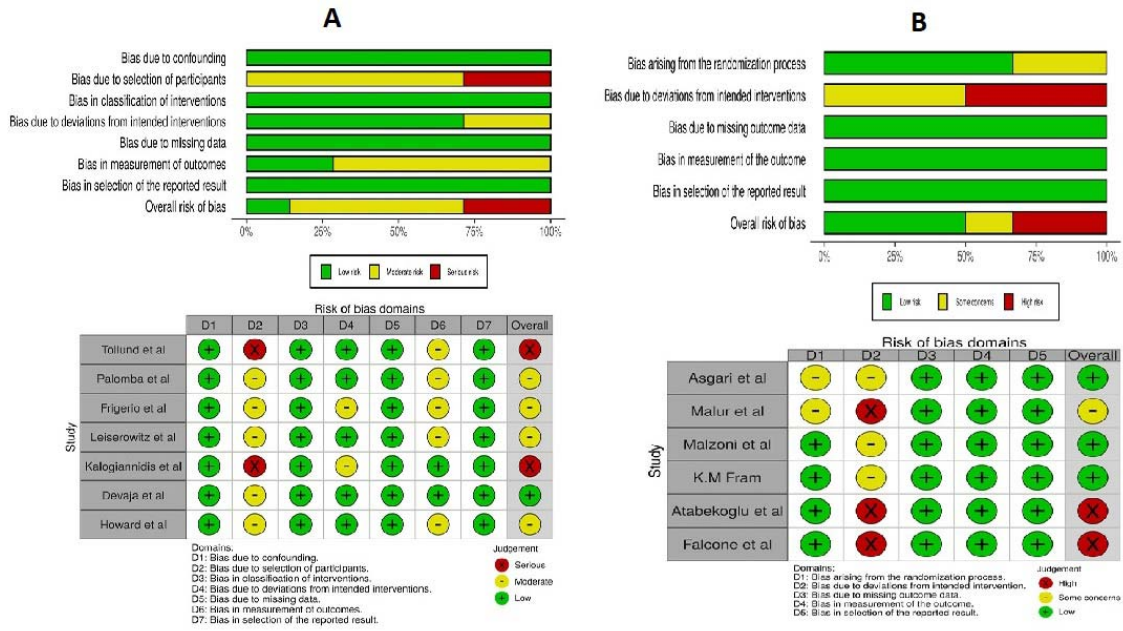 A
Bias due to confounding
Bias due to selection of participants
Bias in classification of interventions
Bias due to deviations from intended interventions
Bias due to missing data
Bias in measurement of outcomes
Bias in selection of the reported result
Overall risk of bias
0% 25% 50% 75% 100%
Low risk Moderate risk Serious risk
Risk of bias domains
D1 D2 D3 D4 D5 D6 D7 Overall
Study
Tollund et al + X + + + - + X
Palomba et al + - + + + - + -
Frigerio et al + - + - + - + -
Leiserowitz et al + - + + + - + -
Kalogiannidis et al + X + - + + + X
Devaja et al + - + + + + + +
Howard et al + - + + + - + -
Domains:
D1: Bias due to confounding.
D2: Bias due to selection of participants.
D3: Bias in classification of interventions.
D4: Bias due to deviations from intended interventions.
D5: Bias due to missing data.
D6: Bias in measurement of outcomes.
D7: Bias in selection of the reported result.
Judgement
X Serious
- Moderate
+ Low
B
Bias arising from the randomization process
Bias due to deviations from intended interventions
Bias due to missing outcome data
Bias in measurement of the outcome
Bias in selection of the reported result
Overall risk of bias
0% 25% 50% 75% 100%
Low risk Some concerns High risk
Risk of bias domains
D1 D2 D3 D4 D5 Overall
Study
Asgari et al - - + + + +
Malur et al - X + + + -
Malzoni et al + - + + + +
K.M Fram + - + + + +
Atabekoglu et al + X + + + X
Falcone et al + X + + + X
Domains:
D1: Bias arising from the randomization process.
D2: Bias due to deviations from intended intervention.
D3: Bias due to missing outcome data.
D4: Bias in measurement of the outcome.
D5: Bias in selection of the reported result.
Judgement
X High
- Some concerns
+ Low